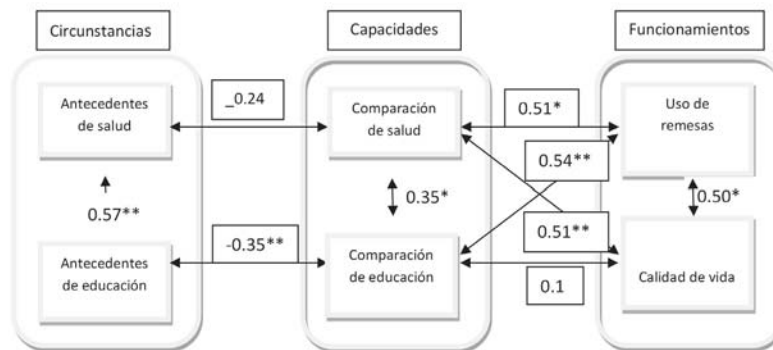 Circunstancias
Capacidades
Funcionamientos
Antecedentes
de salud
_0.24
Comparación
de salud
0.51*
Uso de
remesas
0.54**
0.57**
0.35*
0.50*
0.51**
-0.35**
Antecedentes
de educación
Comparación
de educación
0.1
Calidad de vida